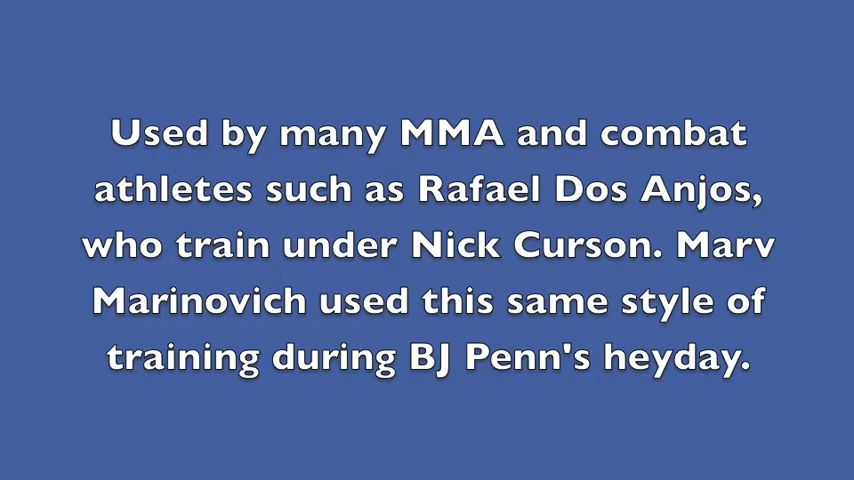 Used by many MMA and combat
athletes such as Rafael Dos Anjos,
who train under Nick Curson. Marv
Marinovich used this same style of
training during BJ Penn's heyday.